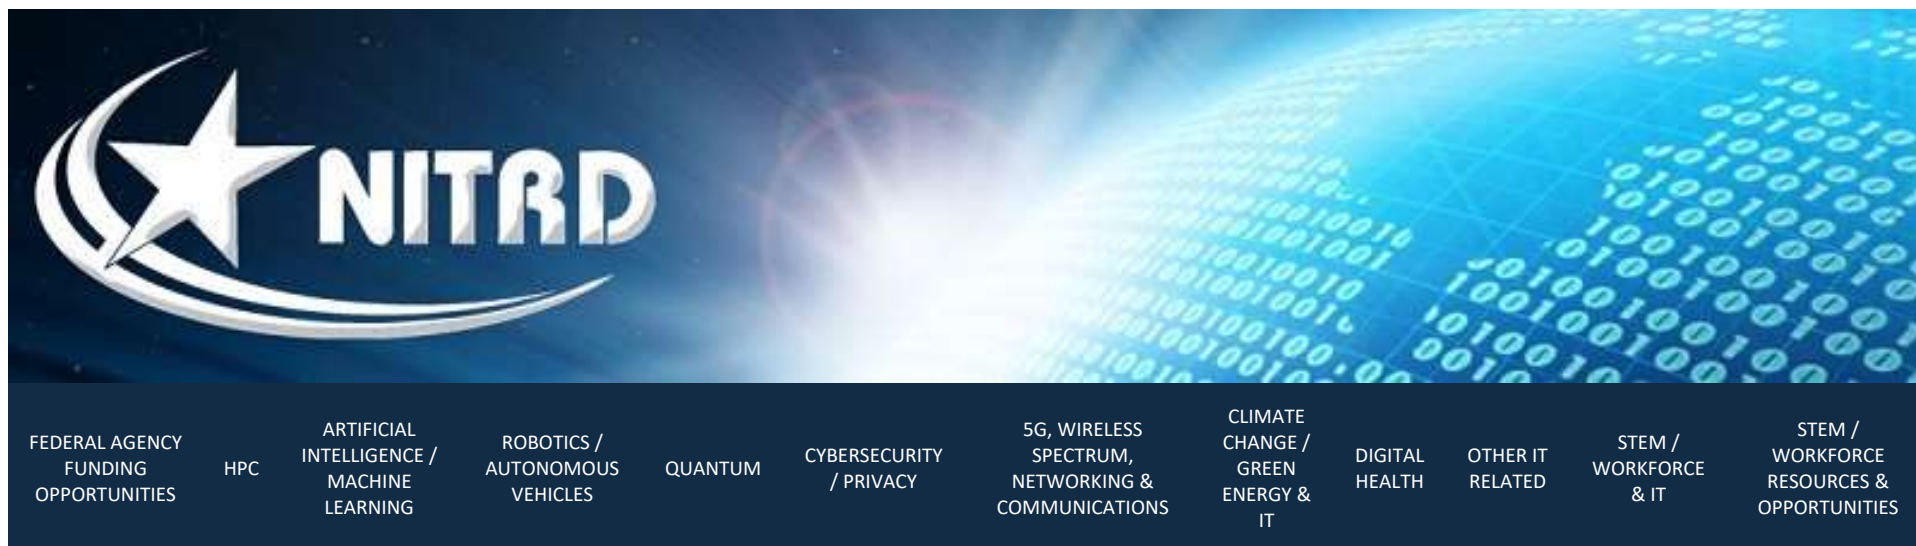 NITRD
FEDERAL AGENCY
FUNDING
OPPORTUNITIES
HPC
ARTIFICIAL
INTELLIGENCE /
MACHINE
LEARNING
ROBOTICS /
AUTONOMOUS
VEHICLES
QUANTUM
CYBERSECURITY
/ PRIVACY
5G, WIRELESS
SPECTRUM,
NETWORKING &
COMMUNICATIONS
CLIMATE
CHANGE /
GREEN
ENERGY &
IT
DIGITAL
HEALTH
OTHER IT
RELATED
STEM /
WORKFORCE
& IT
STEM /
WORKFORCE
RESOURCES &
OPPORTUNITIES